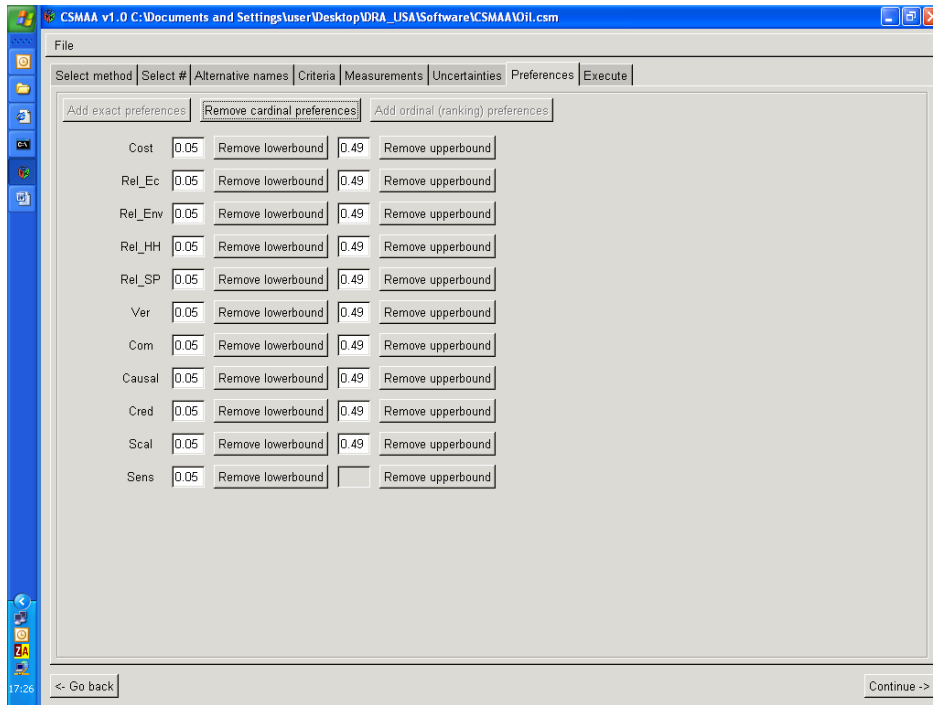 CSMAA v1.0 C:\Documents and Settings\user\Desktop\DRA_USA\Software\CSMAA\Oil.csm
File
Select method Select # Alternative names Criteria Measurements Uncertainties Preferences Execute
Add exact preferences Remove cardinal preferences Add ordinal (ranking) preferences
Cost 0.05 Remove lowerbound 0.49 Remove upperbound
Rel_Ec 0.05 Remove lowerbound 0.49 Remove upperbound
Rel_Env 0.05 Remove lowerbound 0.49 Remove upperbound
Rel_HH 0.05 Remove lowerbound 0.49 Remove upperbound
Rel_SP 0.05 Remove lowerbound 0.49 Remove upperbound
Ver 0.05 Remove lowerbound 0.49 Remove upperbound
Com 0.05 Remove lowerbound 0.49 Remove upperbound
Causal 0.05 Remove lowerbound 0.49 Remove upperbound
Cred 0.05 Remove lowerbound 0.49 Remove upperbound
Scal 0.05 Remove lowerbound 0.49 Remove upperbound
Sens 0.05 Remove lowerbound Remove upperbound
ZA
17:26
<- Go back Continue ->